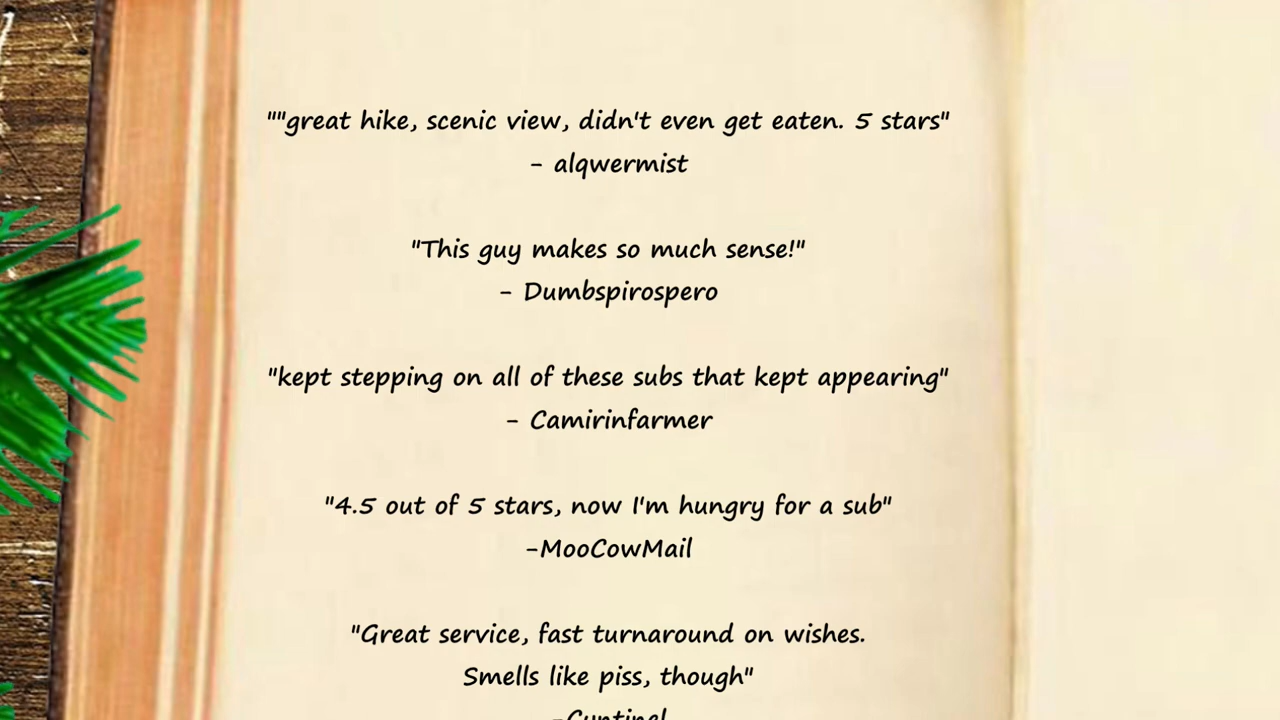 ""great hike, scenic view, didn't even get eaten. 5 stars"
- alqwermist
"This guy makes so much sense!"
- Dumbspirospero
"kept stepping on all of these subs that kept appearing"
- Camirinfarmer
"4.5 out of 5 stars, now I'm hungry for a sub"
-MooCowMail
"Great service, fast turnaround on wishes.
Smells like piss, though"